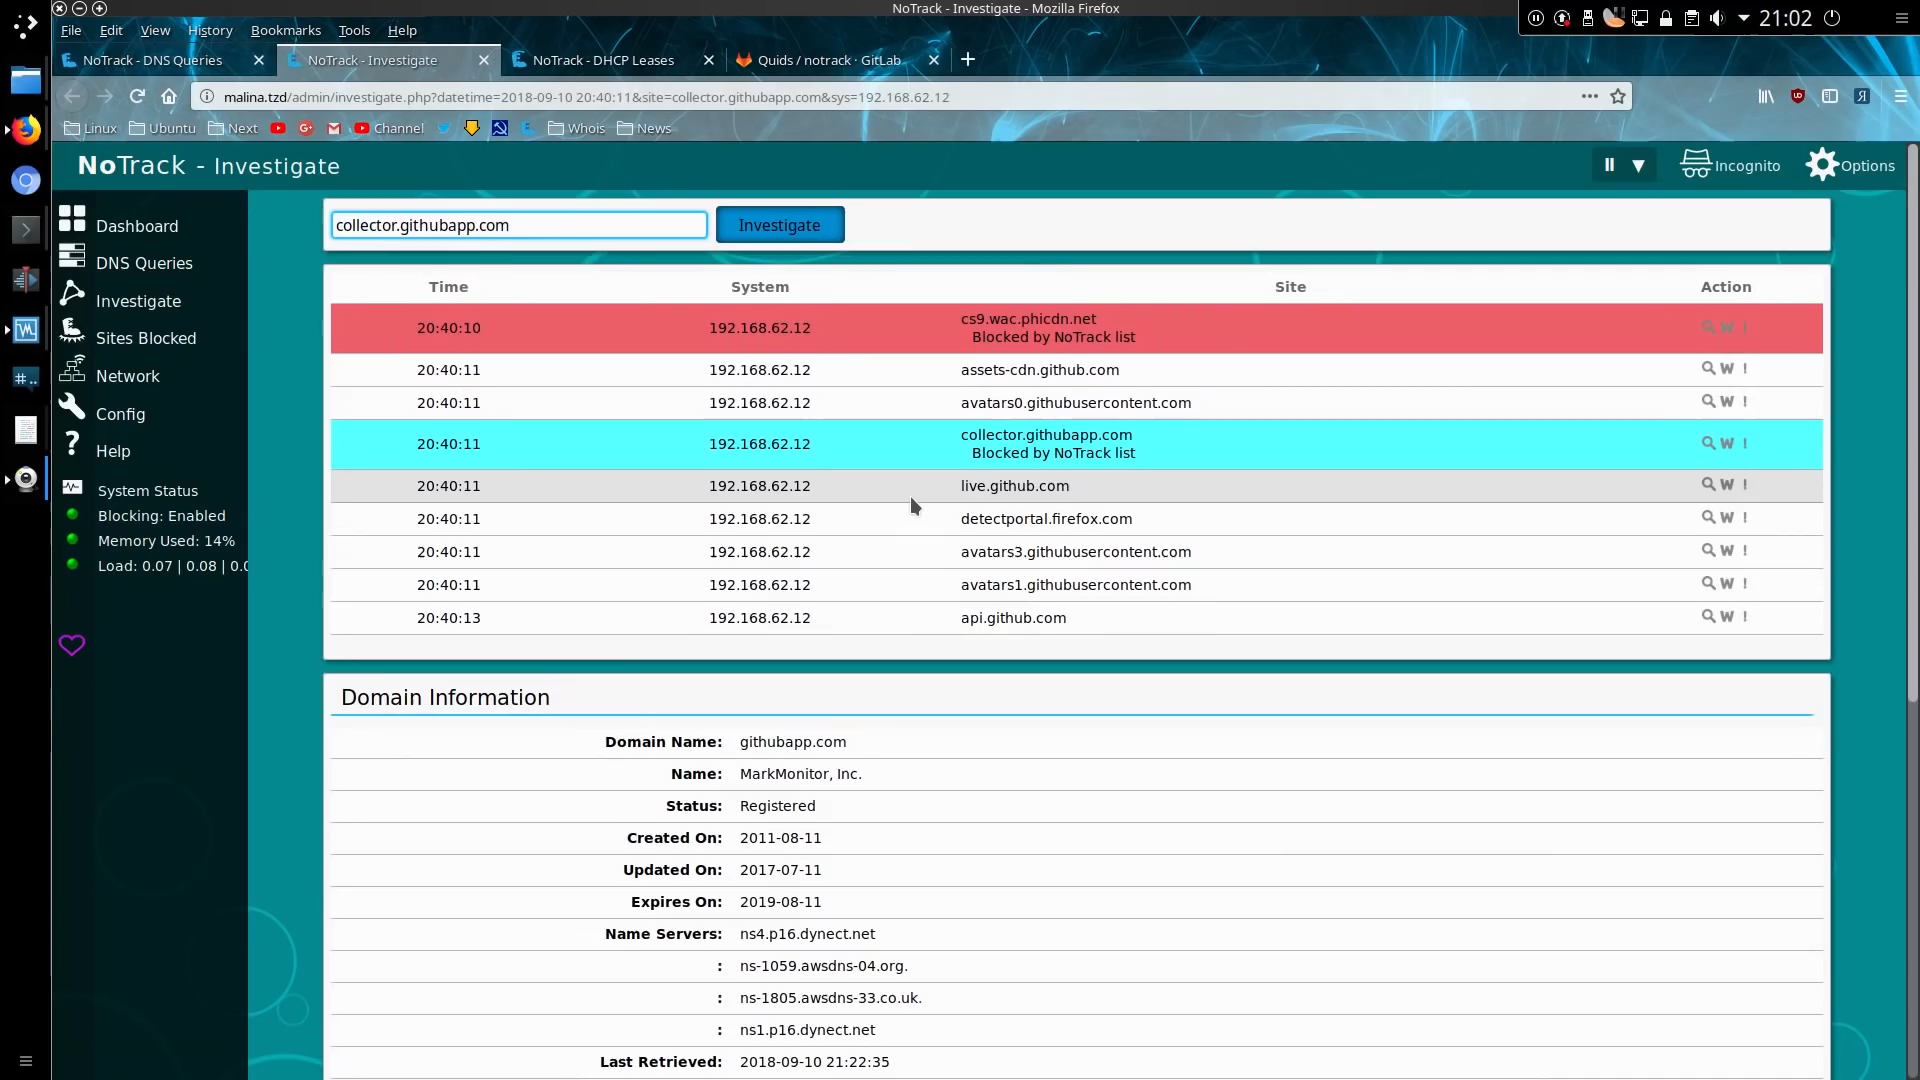 NoTrack - Investigate - Mozilla Firefox
21:02
File Edit View History Bookmarks Tools Help
NoTrack - DNS Queries
NoTrack - Investigate
NoTrack - DHCP Leases
Quids / notrack · GitLab
malina.tzd/admin/investigate.php?datetime=2018-09-10 20:40:11&site=collector.githubapp.com&sys=192.168.62.12
Linux Ubuntu Next Channel Whois News
NoTrack - Investigate
Incognito Options
Dashboard
DNS Queries
Investigate
Sites Blocked
Network
Config
Help
System Status
Blocking: Enabled
Memory Used: 14%
Load: 0.07 | 0.08 | 0.0
collector.githubapp.com Investigate
Time System Site Action
20:40:10 192.168.62.12 cs9.wac.phicdn.net
Blocked by NoTrack list
W !
20:40:11 192.168.62.12 assets-cdn.github.com W !
20:40:11 192.168.62.12 avatars0.githubusercontent.com W !
20:40:11 192.168.62.12 collector.githubapp.com
Blocked by NoTrack list
W !
20:40:11 192.168.62.12 live.github.com W !
20:40:11 192.168.62.12 detectportal.firefox.com W !
20:40:11 192.168.62.12 avatars3.githubusercontent.com W !
20:40:11 192.168.62.12 avatars1.githubusercontent.com W !
20:40:13 192.168.62.12 api.github.com W !
Domain Information
Domain Name: githubapp.com
Name: MarkMonitor, Inc.
Status: Registered
Created On: 2011-08-11
Updated On: 2017-07-11
Expires On: 2019-08-11
Name Servers: ns4.p16.dynect.net
: ns-1059.awsdns-04.org.
: ns-1805.awsdns-33.co.uk.
: ns1.p16.dynect.net
Last Retrieved: 2018-09-10 21:22:35